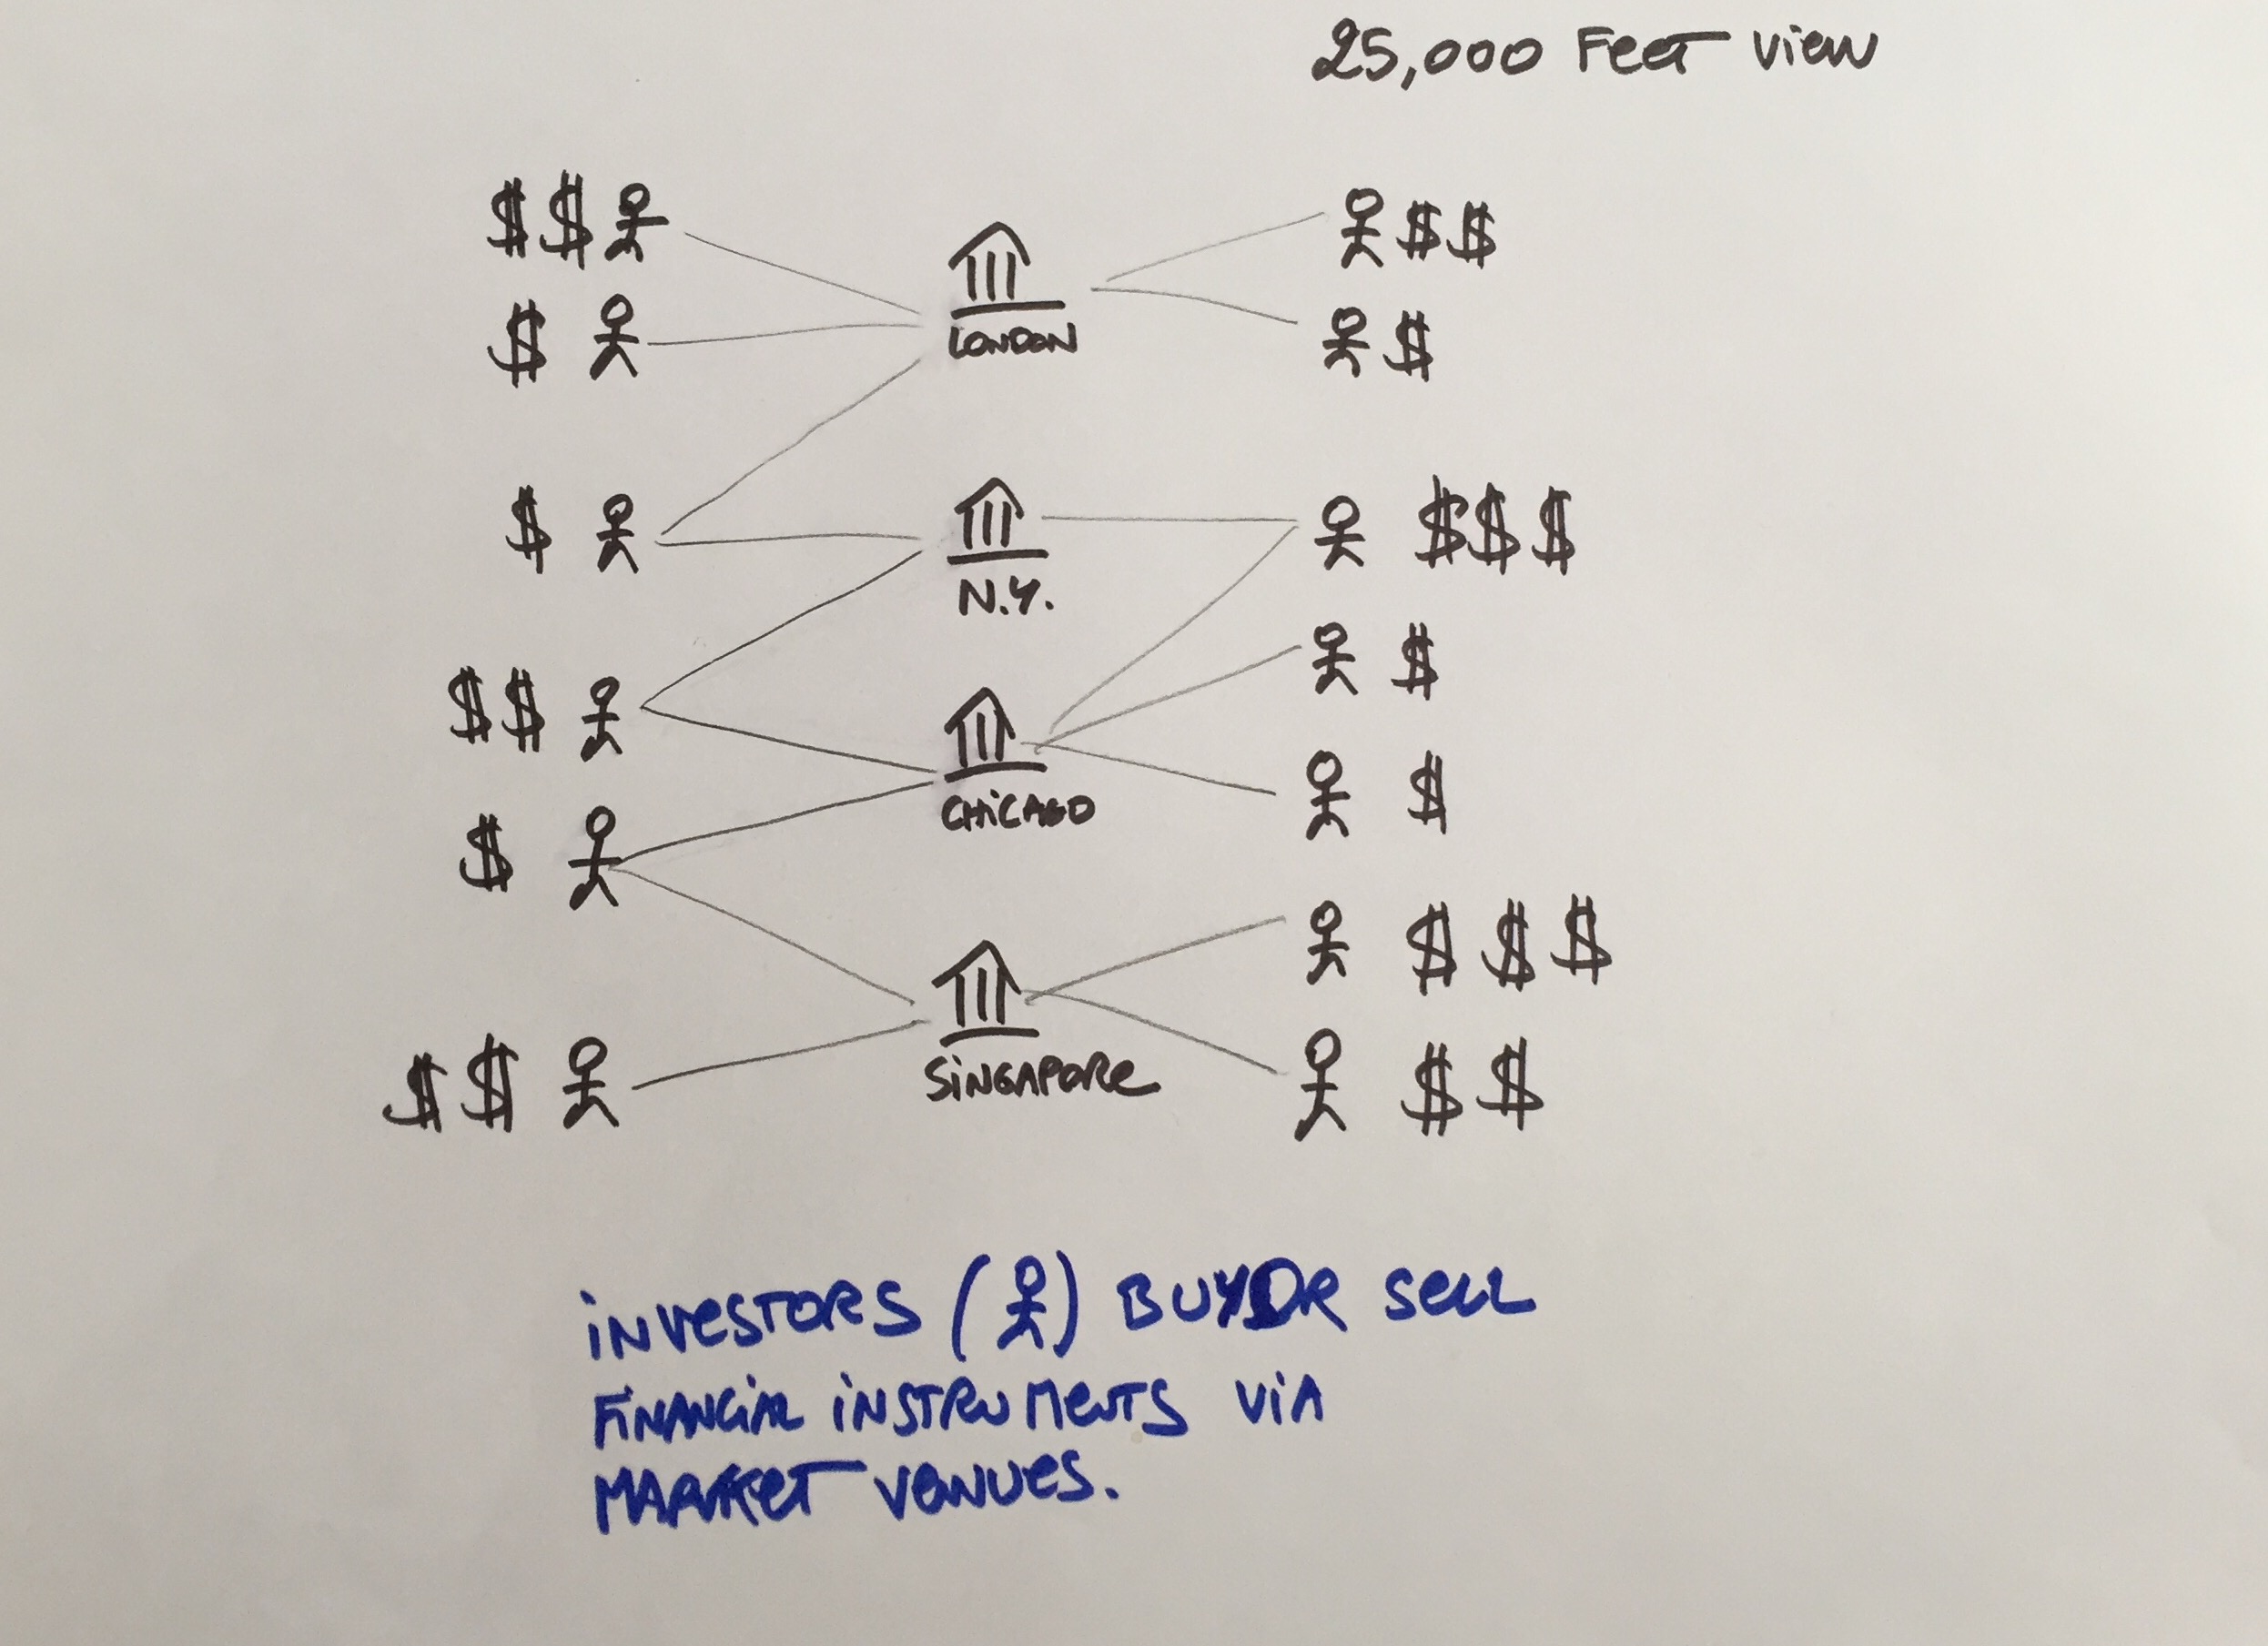 25,000 Feet view
$$
$$
$
$
LONDON
$
$$$
N.Y.
$
$$
$
CHiCAGO
$
$$$
SiNGAPORe
$$
$$
iNVeSTORS ( ) BUY OR SeLL
FiNANCiAL iNSTRUMeNTS ViA
MARKeT VeNUeS.